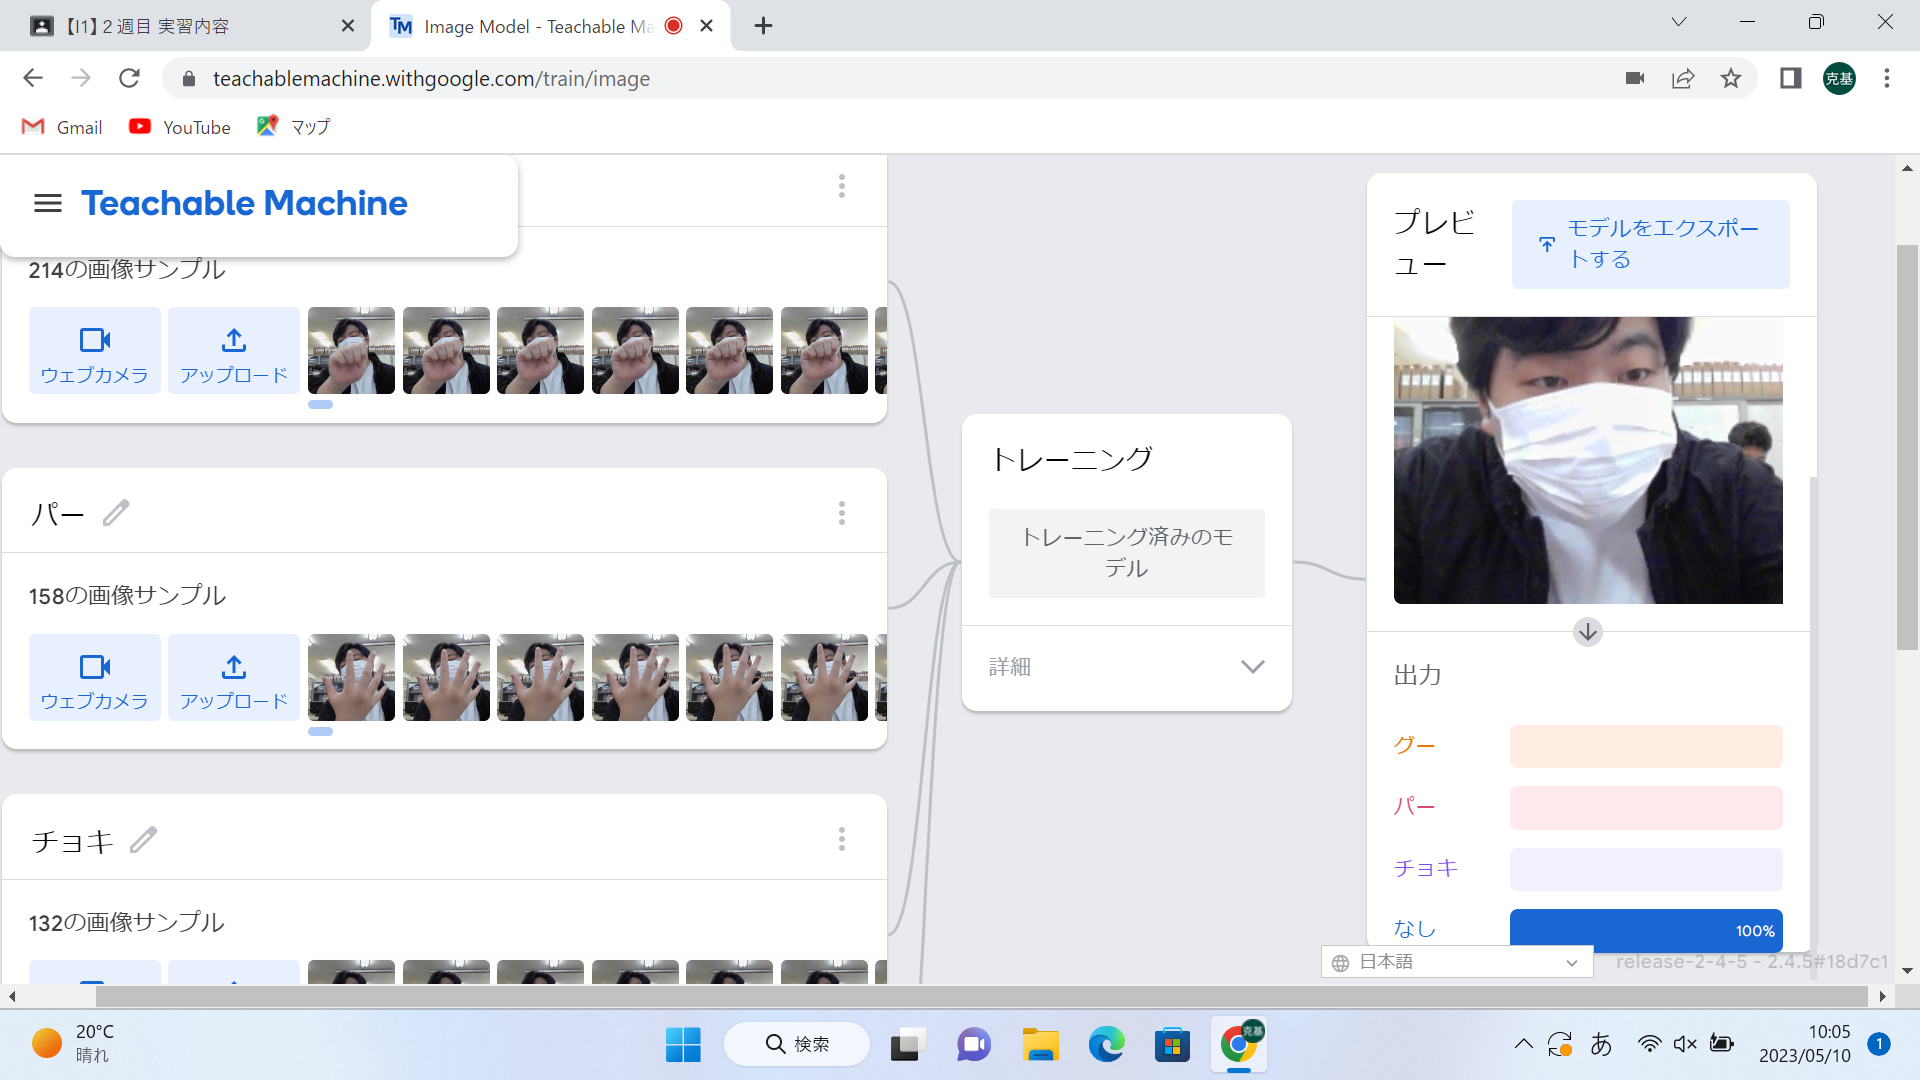 【I1】２週目 実習内容
Image Model - Teachable Ma
teachablemachine.withgoogle.com/train/image
克基
Gmail
YouTube
マップ
Teachable Machine
214の画像サンプル
ウェブカメラ
アップロード
パー
158の画像サンプル
ウェブカメラ
アップロード
チョキ
132の画像サンプル
トレーニング
トレーニング済みのモ
デル
詳細
プレビ
ュー
モデルをエクスポー
トする
出力
グー
パー
チョキ
なし
100%
日本語
release-2-4-5 - 2.4.5#18d7c1
20°C
晴れ
検索
克基
あ
10:05
2023/05/10
1